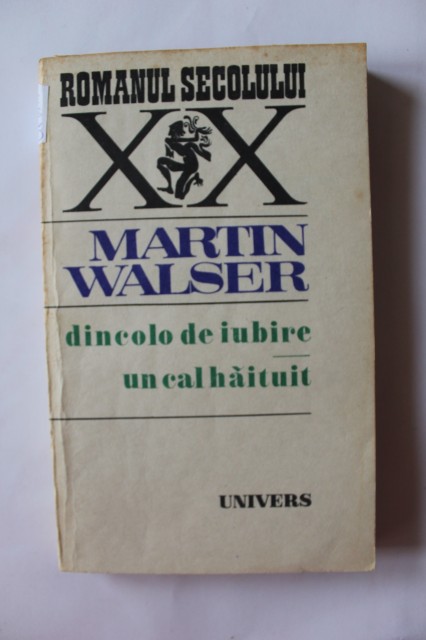 ROMANUL SECOLULUI
XX
MARTIN
WALSER
dincolo de iubire
un cal hăituit
UNIVERS